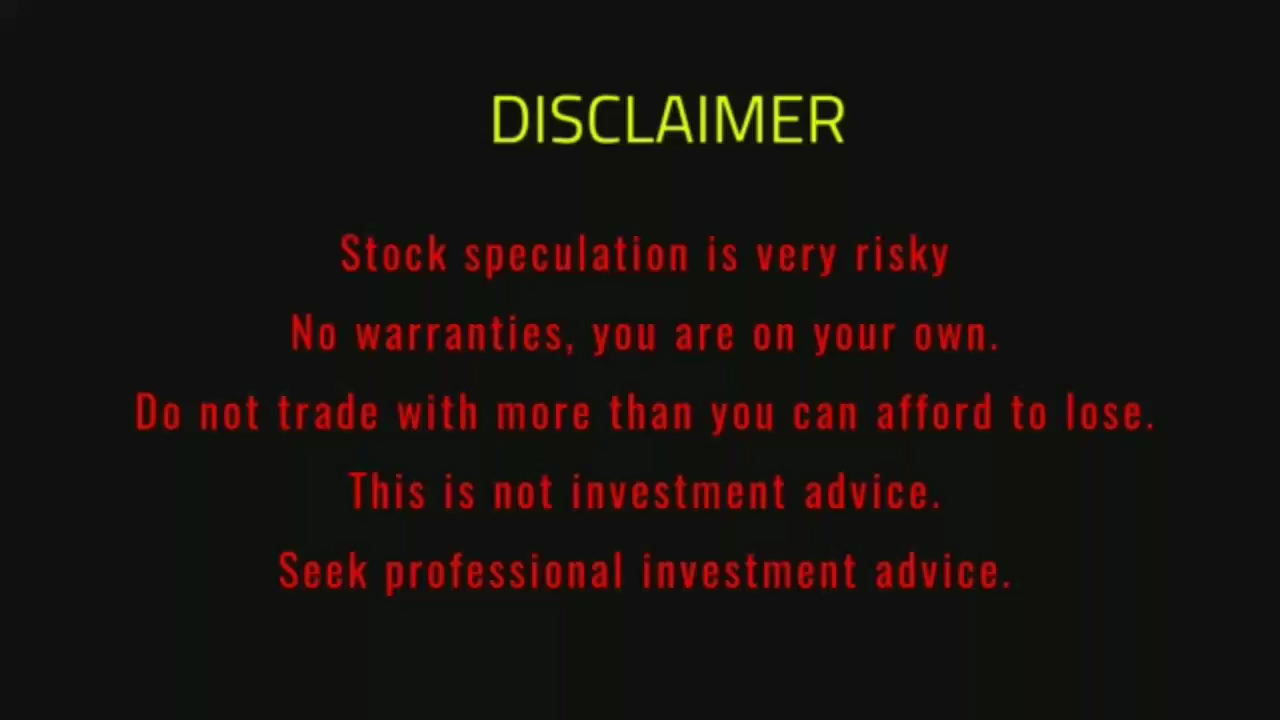 DISCLAIMER
Stock speculation is very risky
No warranties, you are on your own.
Do not trade with more than you can afford to lose.
This is not investment advice.
Seek professional investment advice.